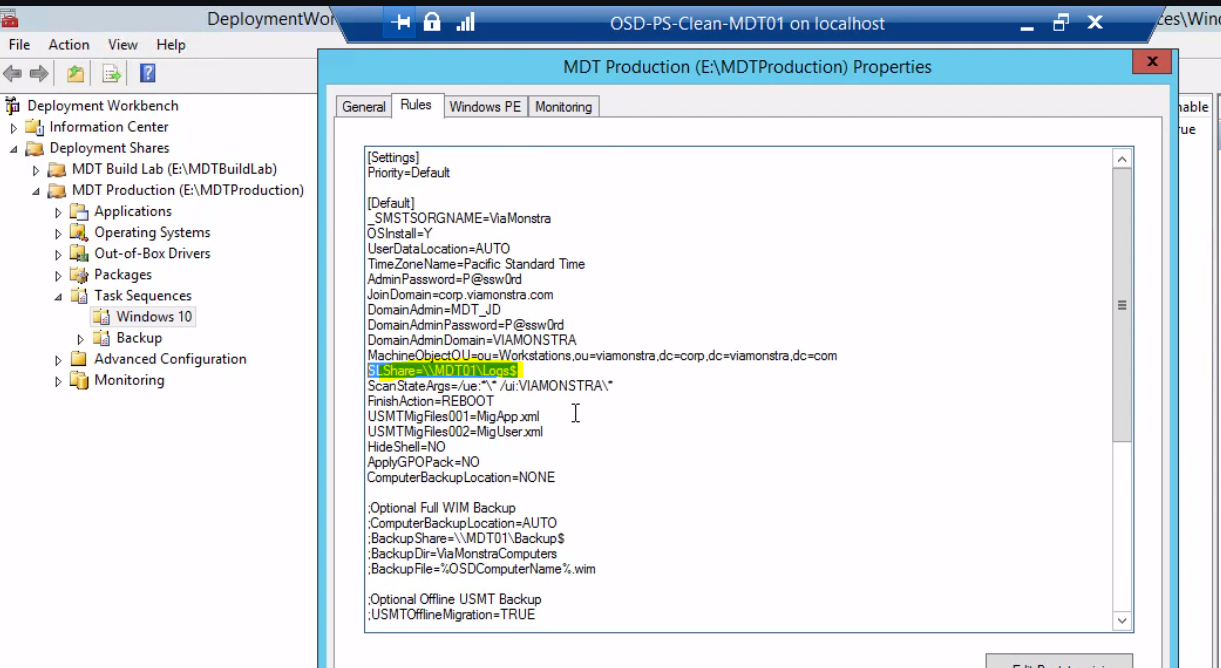 DeploymentWor
OSD-PS-Clean-MDT01 on localhost
ces\Wind
File Action View Help
MDT Production (E:\MDTProduction) Properties
x
Deployment Workbench
Information Center
Deployment Shares
MDT Build Lab (E:\MDTBuildLab)
MDT Production (E:\MDTProduction)
Applications
Operating Systems
Out-of-Box Drivers
Packages
Task Sequences
Windows 10
Backup
Advanced Configuration
Monitoring
General Rules Windows PE Monitoring
nable
rue
[Settings]
Priority=Default
[Default]
_SMSTSORGNAME=ViaMonstra
OSInstall=Y
UserDataLocation=AUTO
TimeZoneName=Pacific Standard Time
AdminPassword=P@ssw0rd
JoinDomain=corp.viamonstra.com
DomainAdmin=MDT_JD
DomainAdminPassword=P@ssw0rd
DomainAdminDomain=VIAMONSTRA
MachineObjectOU=ou=Workstations,ou=viamonstra,dc=corp,dc=viamonstra,dc=com
SLShare=\\MDT01\Logs$
ScanStateArgs=/ue:*\* /ui:VIAMONSTRA\*
FinishAction=REBOOT
USMTMigFiles001=MigApp.xml
USMTMigFiles002=MigUser.xml
HideShell=NO
ApplyGPOPack=NO
ComputerBackupLocation=NONE
;Optional Full WIM Backup
;ComputerBackupLocation=AUTO
;BackupShare=\\MDT01\Backup$
;BackupDir=ViaMonstraComputers
;BackupFile=%OSDComputerName%.wim
;Optional Offline USMT Backup
;USMTOfflineMigration=TRUE